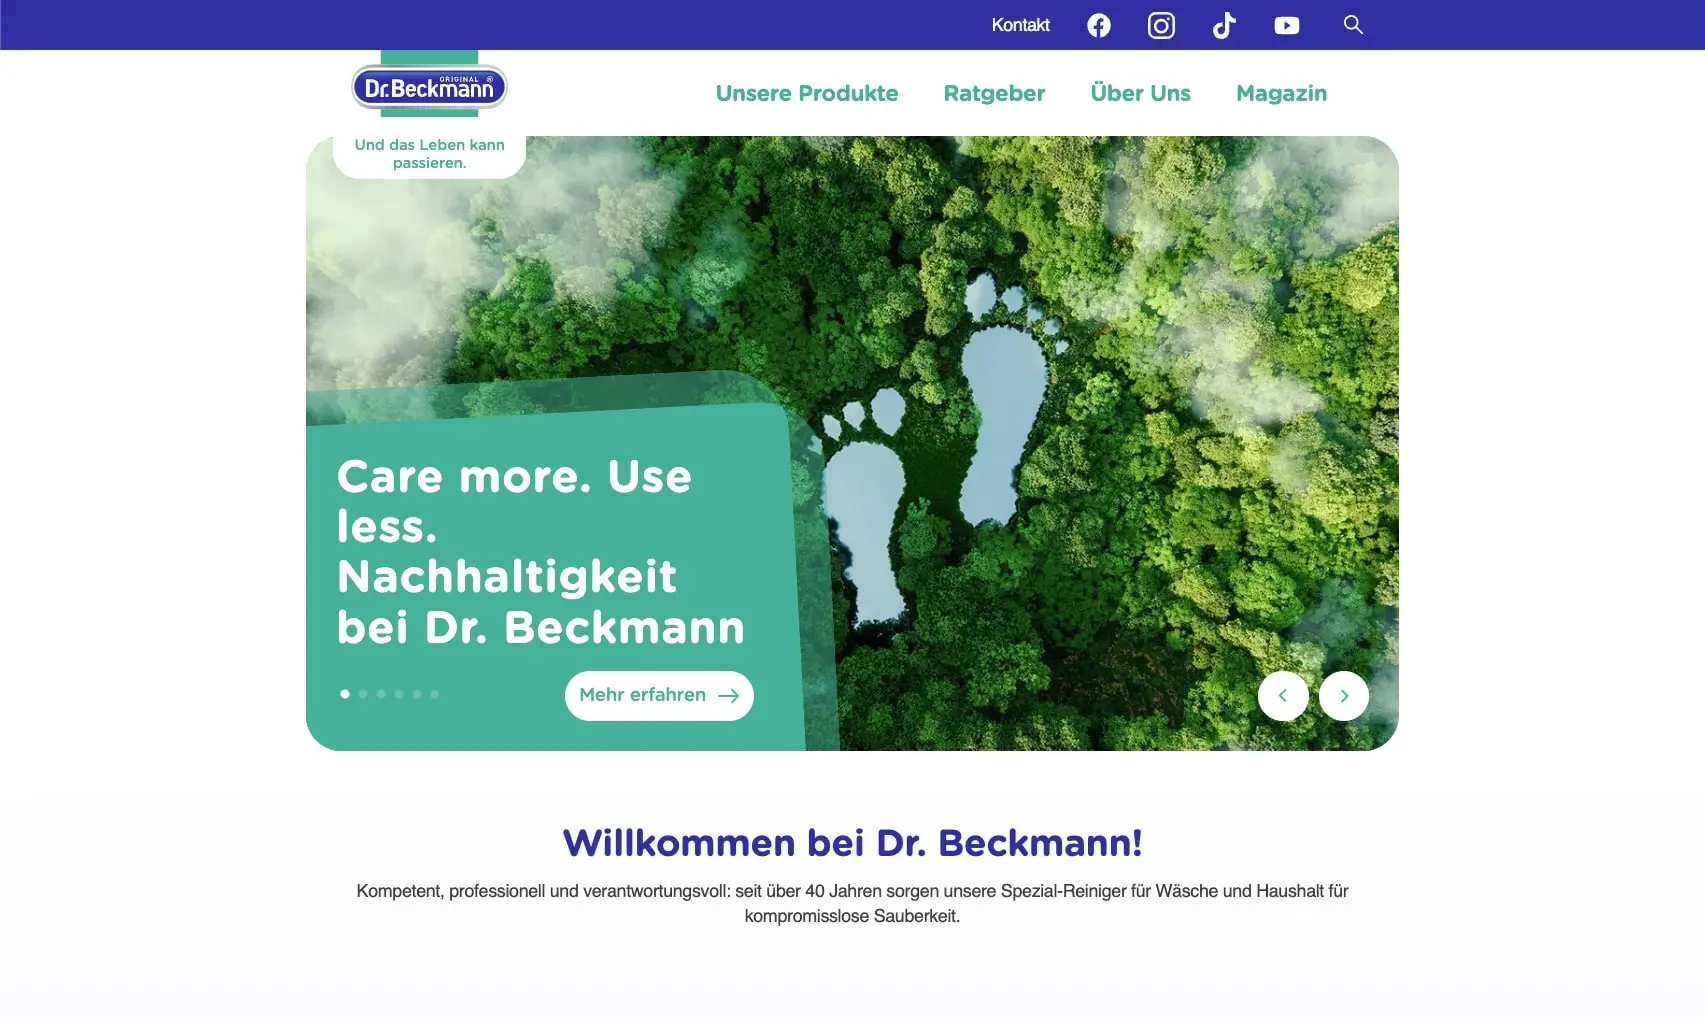 Kontakt
ORIGINAL
Dr.Beckmann®
Unsere Produkte
Ratgeber
Über Uns
Magazin
Und das Leben kann
passieren.
Care more. Use
less.
Nachhaltigkeit
bei Dr. Beckmann
Mehr erfahren
Willkommen bei Dr. Beckmann!
Kompetent, professionell und verantwortungsvoll: seit über 40 Jahren sorgen unsere Spezial-Reiniger für Wäsche und Haushalt für
kompromisslose Sauberkeit.